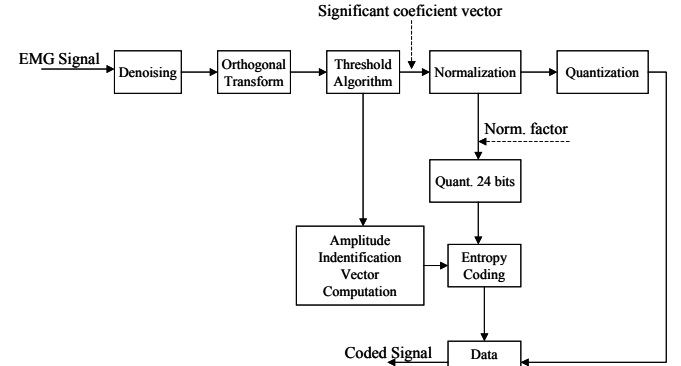 Significant coeficient vector
EMG Signal
Denoising
Orthogonal
Transform
Threshold
Algorithm
Normalization
Quantization
Norm. factor
Quant. 24 bits
Amplitude
Indentification
Vector
Computation
Entropy
Coding
Coded Signal
Data